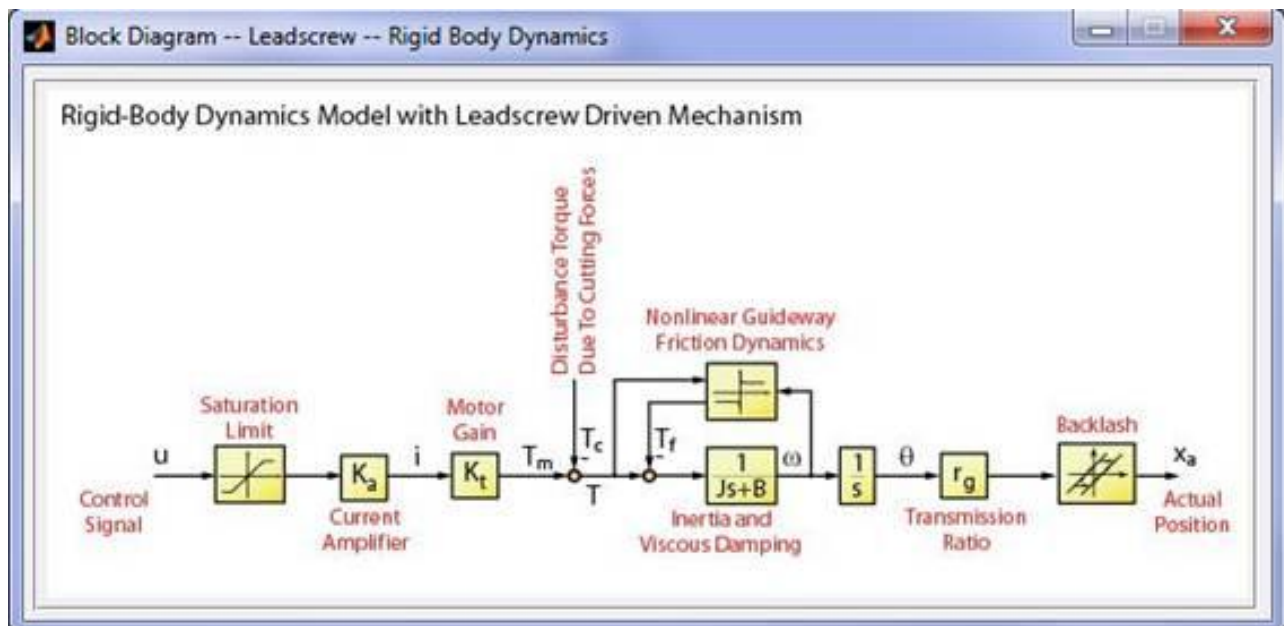 Block Diagram -- Leadscrew -- Rigid Body Dynamics
Rigid-Body Dynamics Model with Leadscrew Driven Mechanism
Disturbance Torque
Due To Cutting Forces
Nonlinear Guideway
Friction Dynamics
Saturation
Limit
Motor
Gain
Backlash
u
Control
Signal
Ka
Current
Amplifier
i
Kt
Tm
Tc
-
T
Tf
-
1
Js+B
Inertia and
Viscous Damping
ω
1
s
θ
rg
Transmission
Ratio
xa
Actual
Position